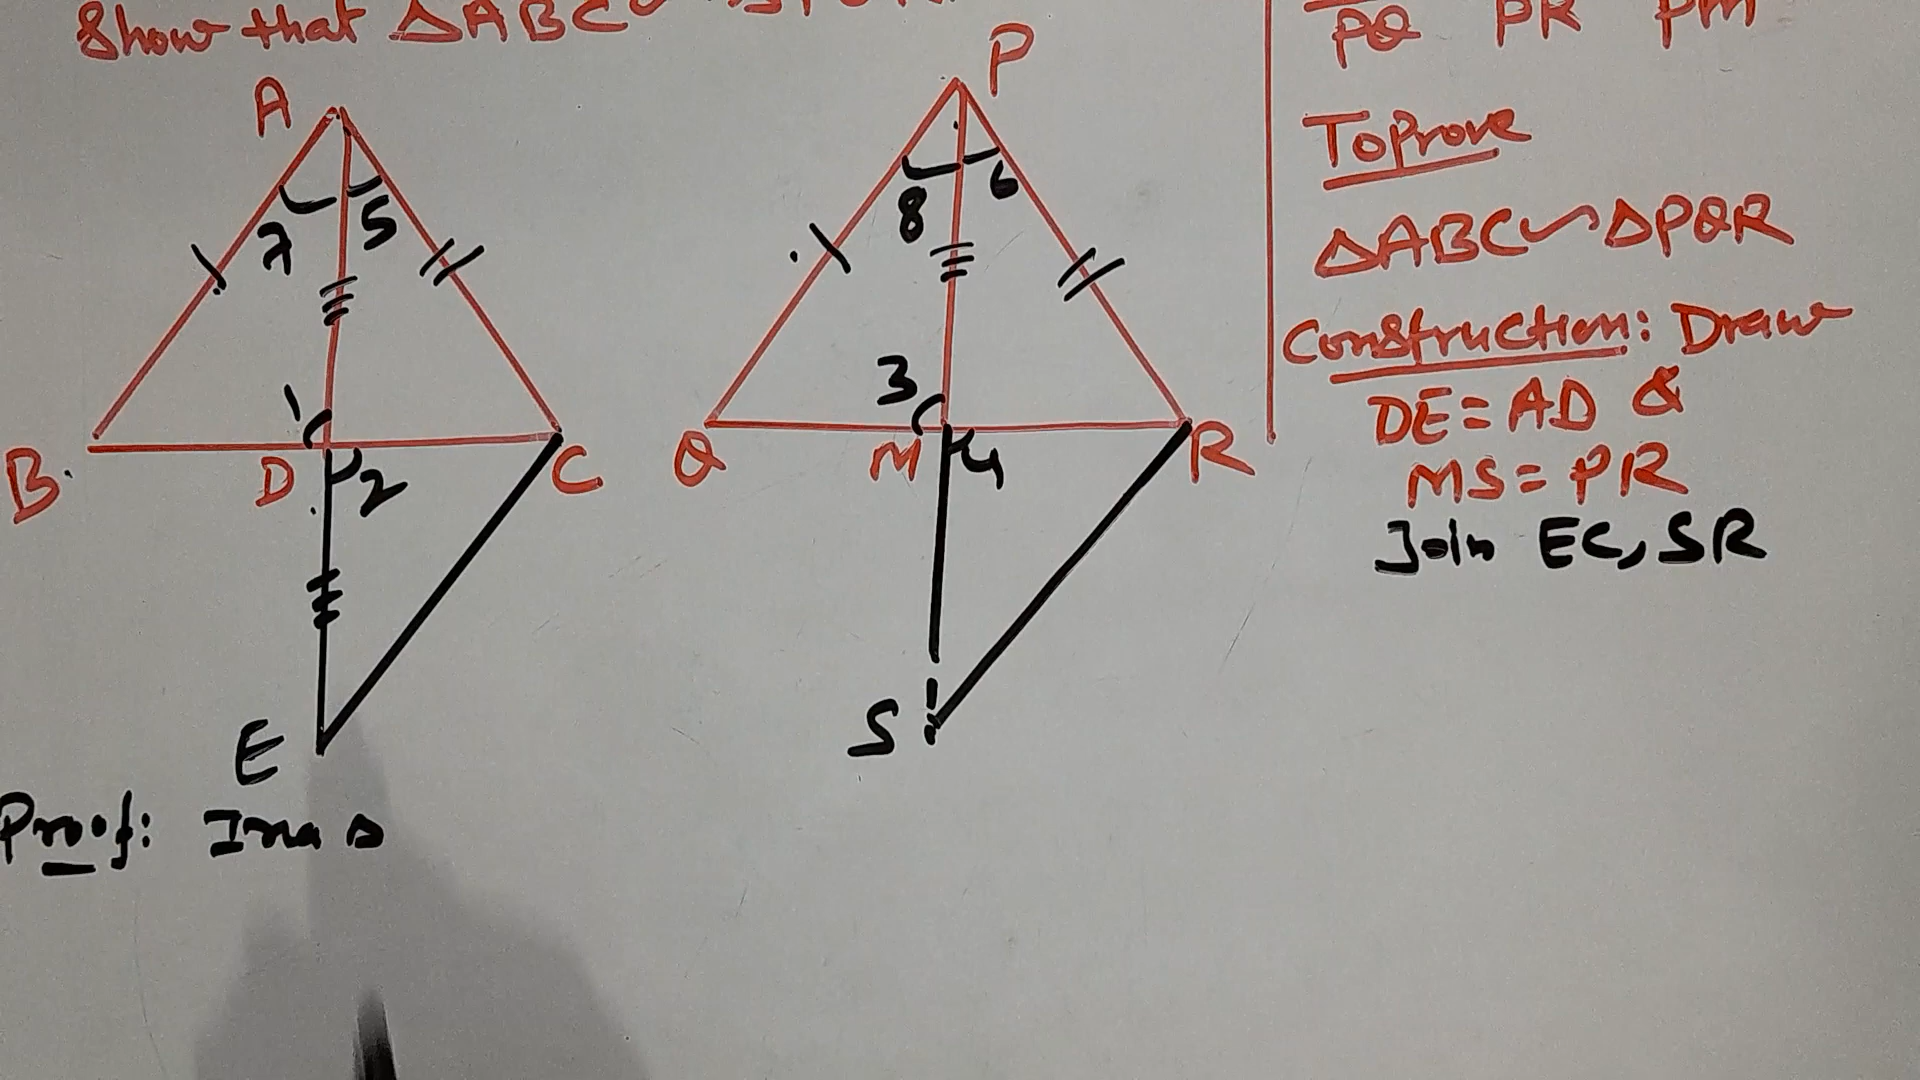 Show that ΔABC ∼
PQ PR PM
A
P
7 5
8 6
1
3
B D 2 C
Q M 4 R
E
S
To Prove
ΔABC ∼ ΔPQR
Construction: Draw
DE = AD &
MS = PR
Join EC, SR
Proof: In a Δ